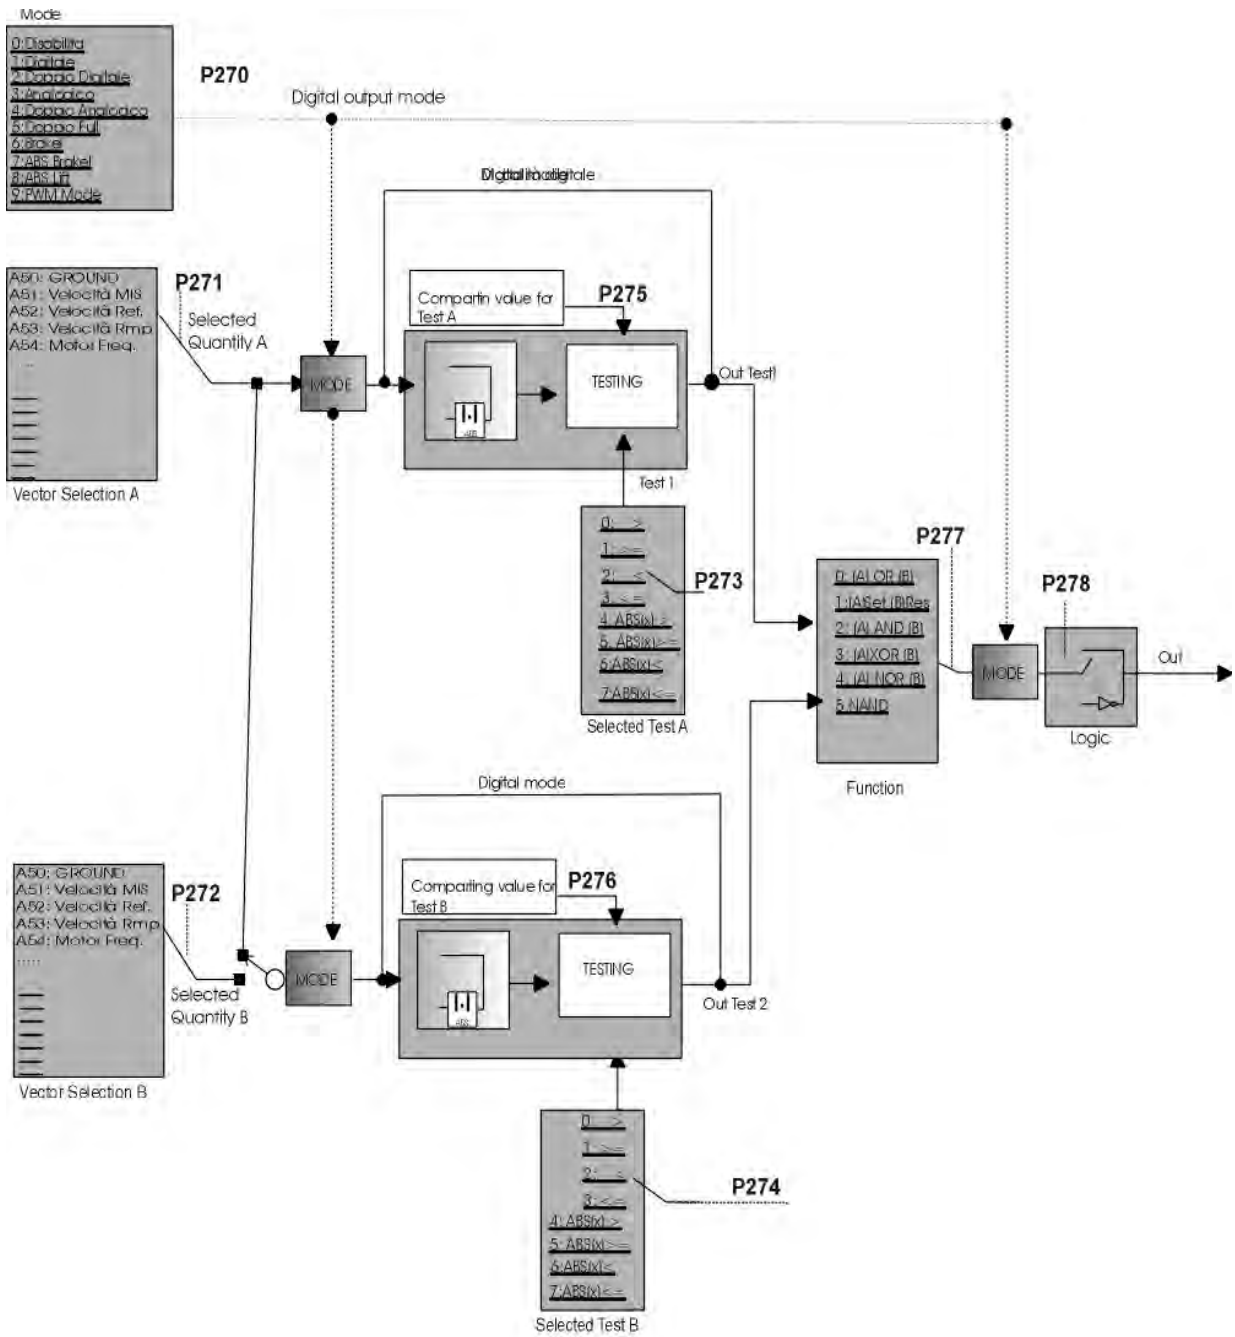 Mode
0:Disabilita
1:Digitale
2:Doppio Digitale
3:Analogico
4:Doppio Analogico
5:Doppio Full
6:Brake
7:ABS Brake
8:ABS Lift
9:PWM Mode
P270
Digital output mode
A50: GROUND
A51: Velocità MIS
A52: Velocità Ref.
A53: Velocità Rmp
A54: Motor Freq.
...
Vector Selection A
P271
Selected
Quantity A
MODE
Compartin value for
Test A
P275
TESTING
ABS
Out Test1
Test 1
0: >
1: >=
2: <
3. <=
4. ABS(x) >
5. ABS(x)>=
6:ABS(x)<
7:ABS(x)<=
Selected Test A
P273
P277
0: (A) OR (B)
1:(A)Set (B)Res
2: (A) AND (B)
3: (A)XOR (B)
4. (A) NOR (B)
5:NAND
Function
MODE
P278
Logic
Out
Digital mode
A50: GROUND
A51: Velocità MIS
A52: Velocità Ref.
A53: Velocità Rmp
A54: Motor Freq.
.....
Vector Selection B
P272
Selected
Quantity B
MODE
Comparting value for
Test B
P276
TESTING
ABS
Out Test 2
0: >
1: >=
2: <
3: <=
4: ABS(x) >
5: ABS(x)>=
6:ABS(x)<
7:ABS(x)<=
Selected Test B
P274